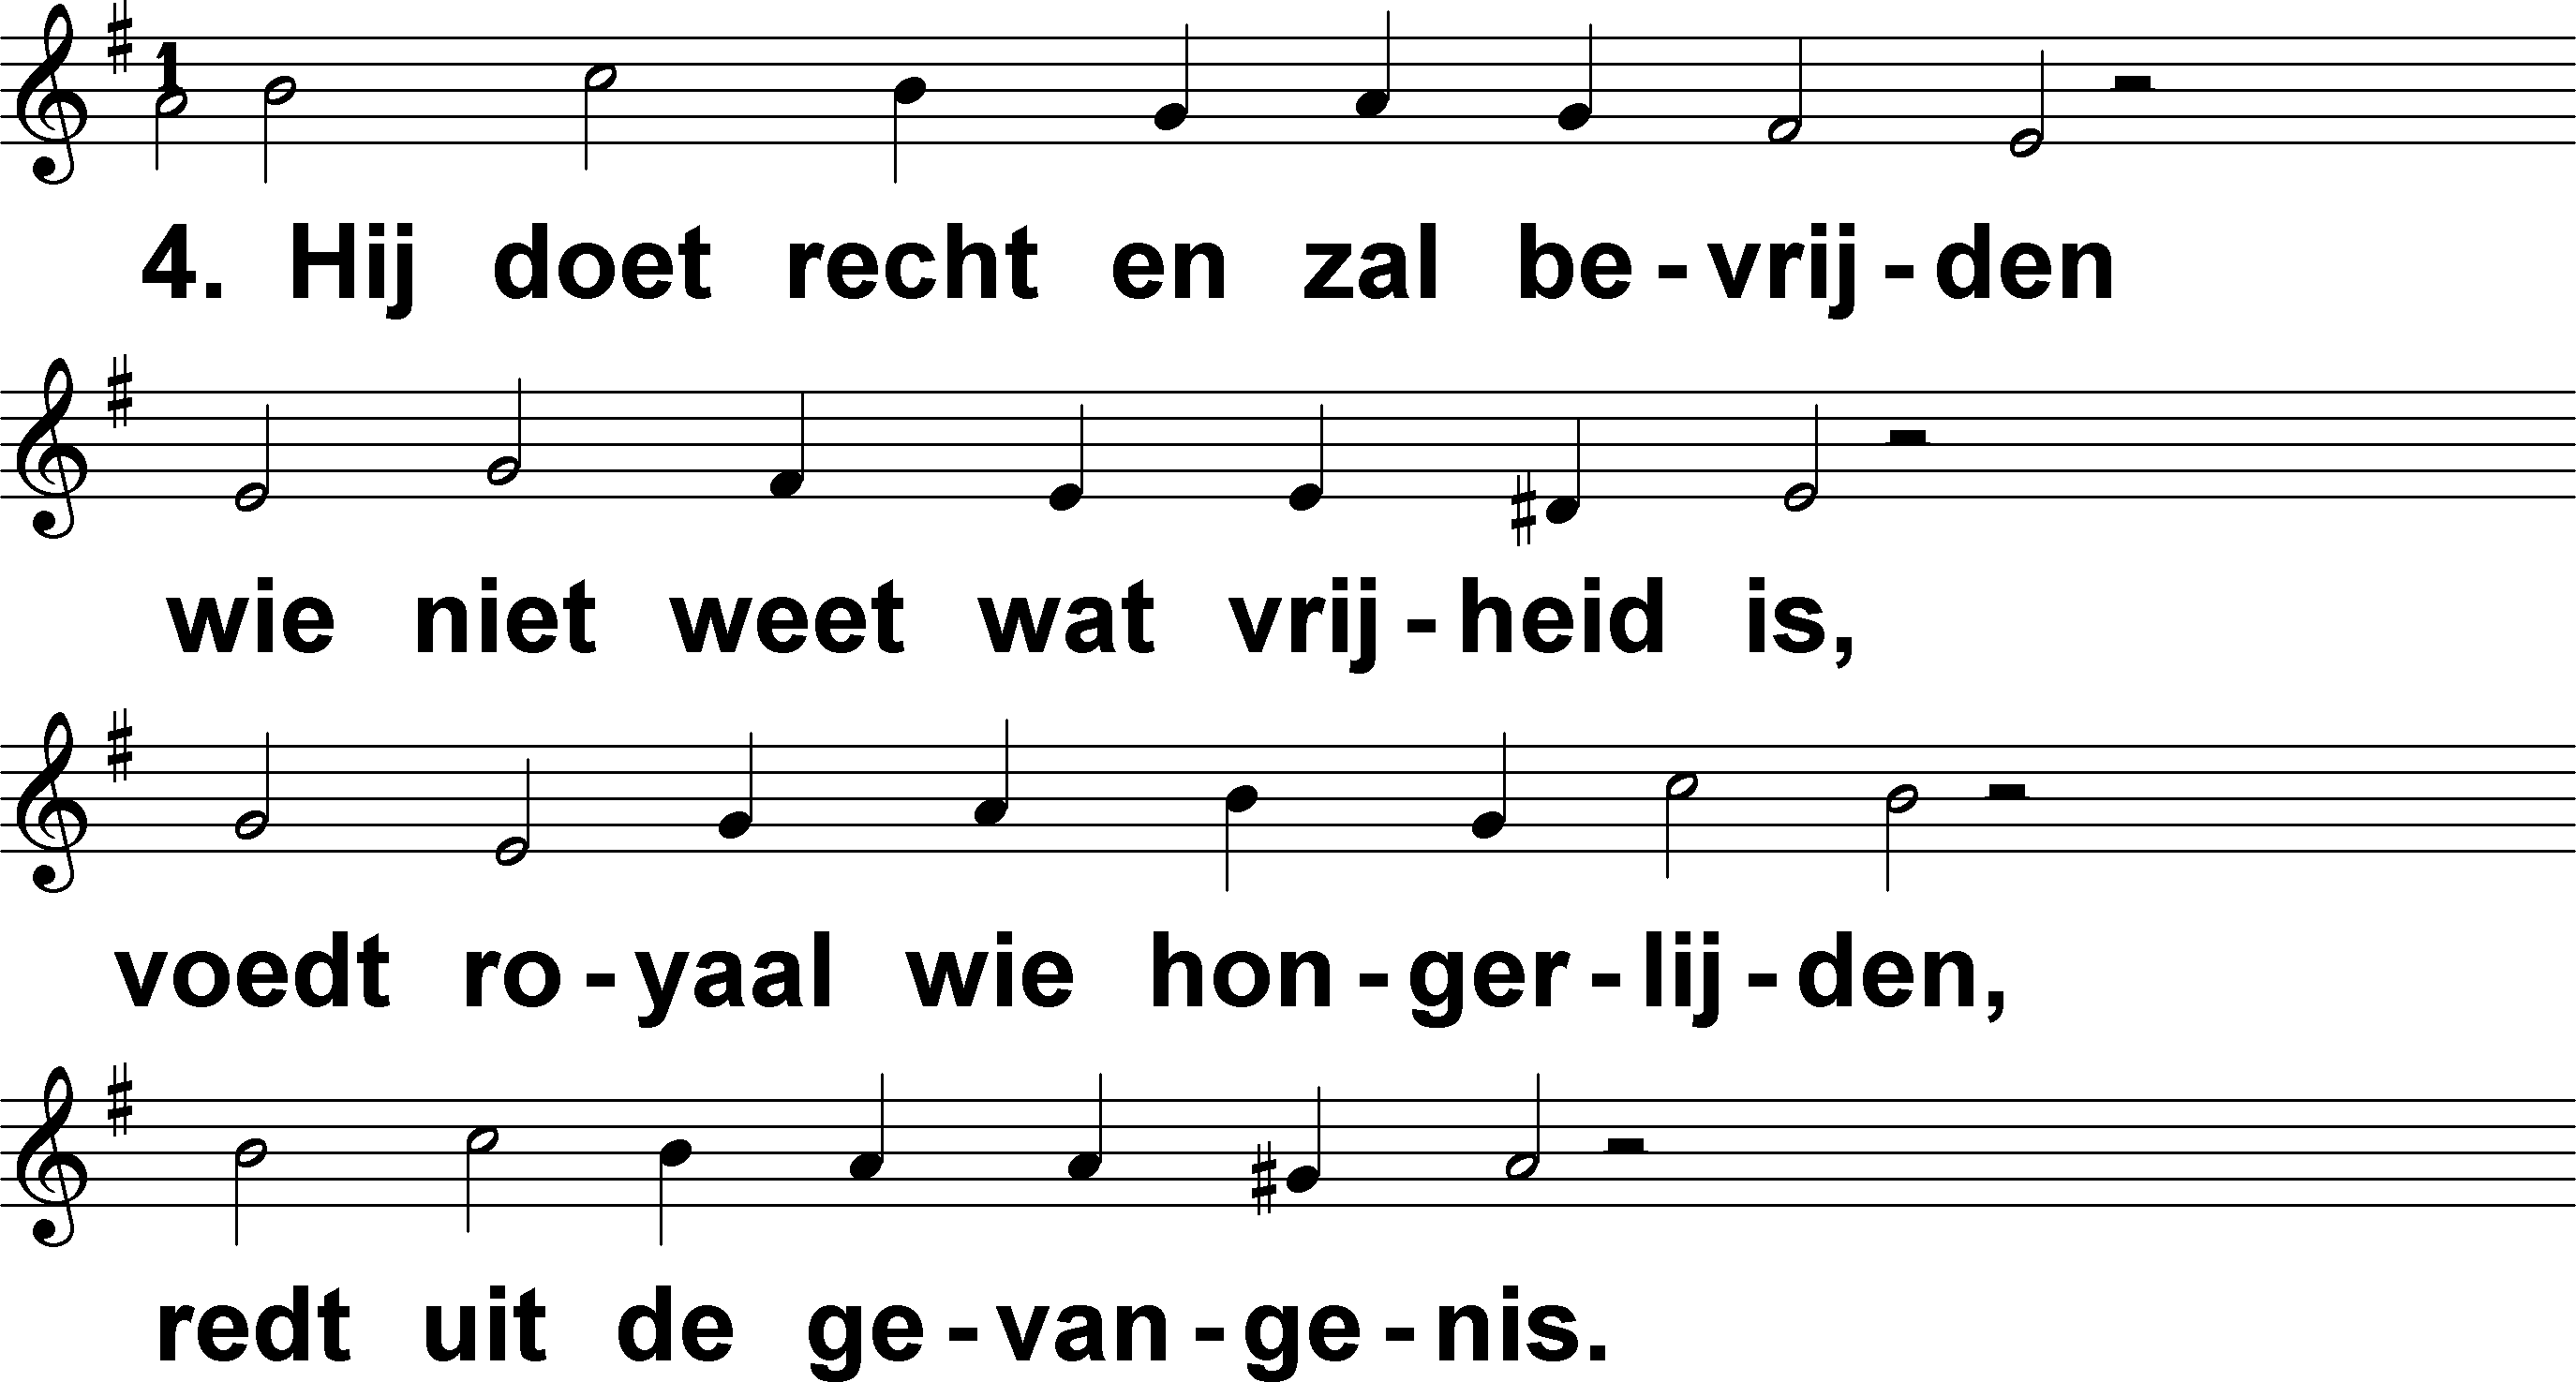 1
4. Hij doet recht en zal be-vrij-den
wie niet weet wat vrij-heid is,
voedt ro-yaal wie hon-ger-lij-den,
redt uit de ge-van-ge-nis.